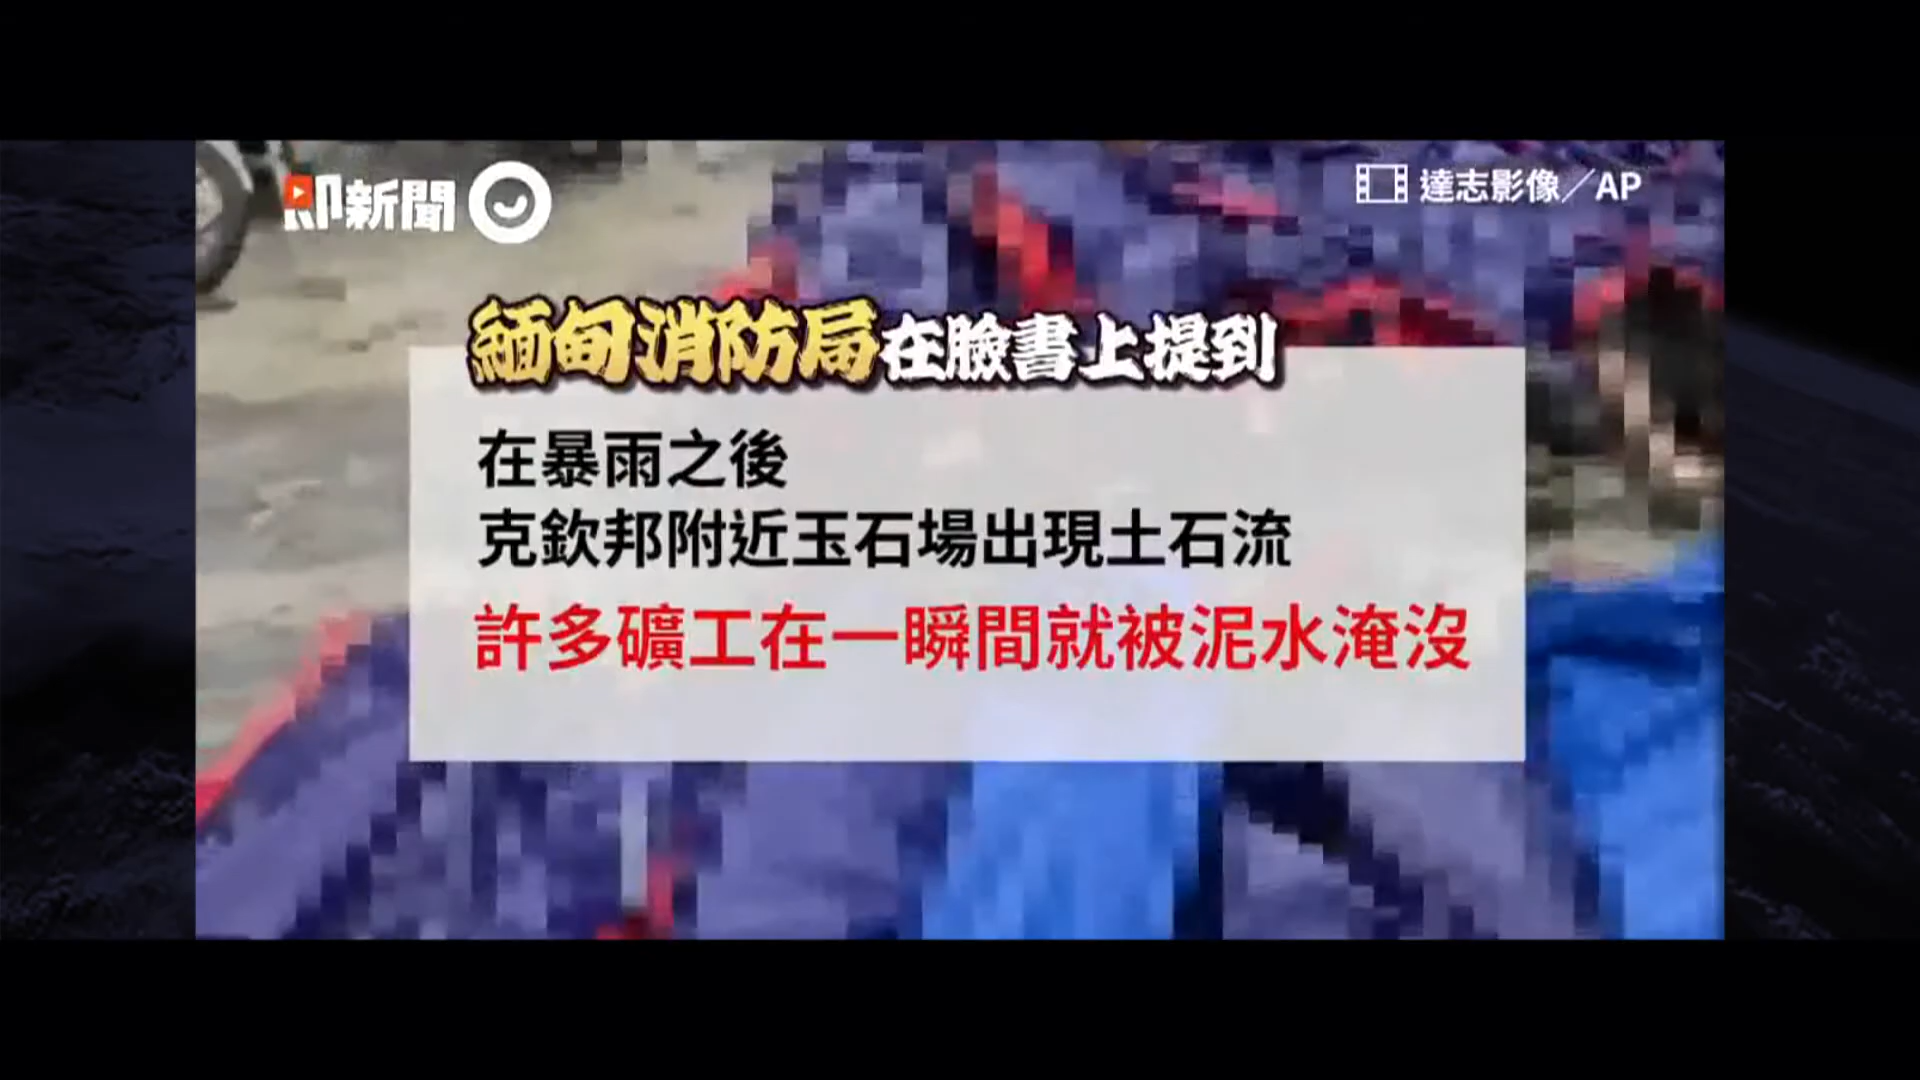 即新聞
達志影像／AP
緬甸消防局在臉書上提到
在暴雨之後
克欽邦附近玉石場出現土石流
許多礦工在一瞬間就被泥水淹沒